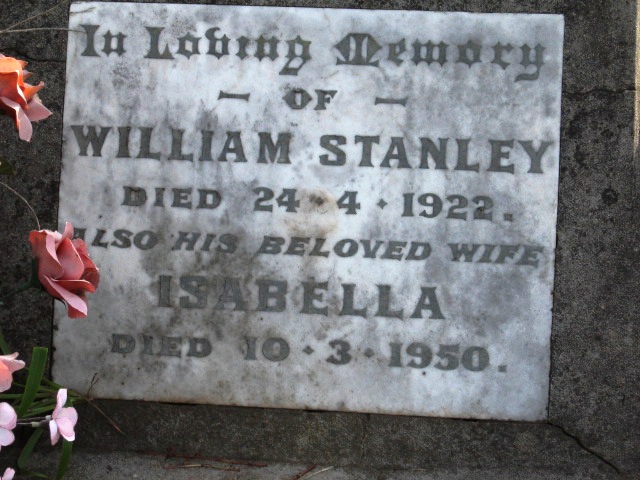 In Loving Memory
— OF —
WILLIAM STANLEY
DIED 24·4·1922.
ALSO HIS BELOVED WIFE
ISABELLA
DIED 10·3·1950.